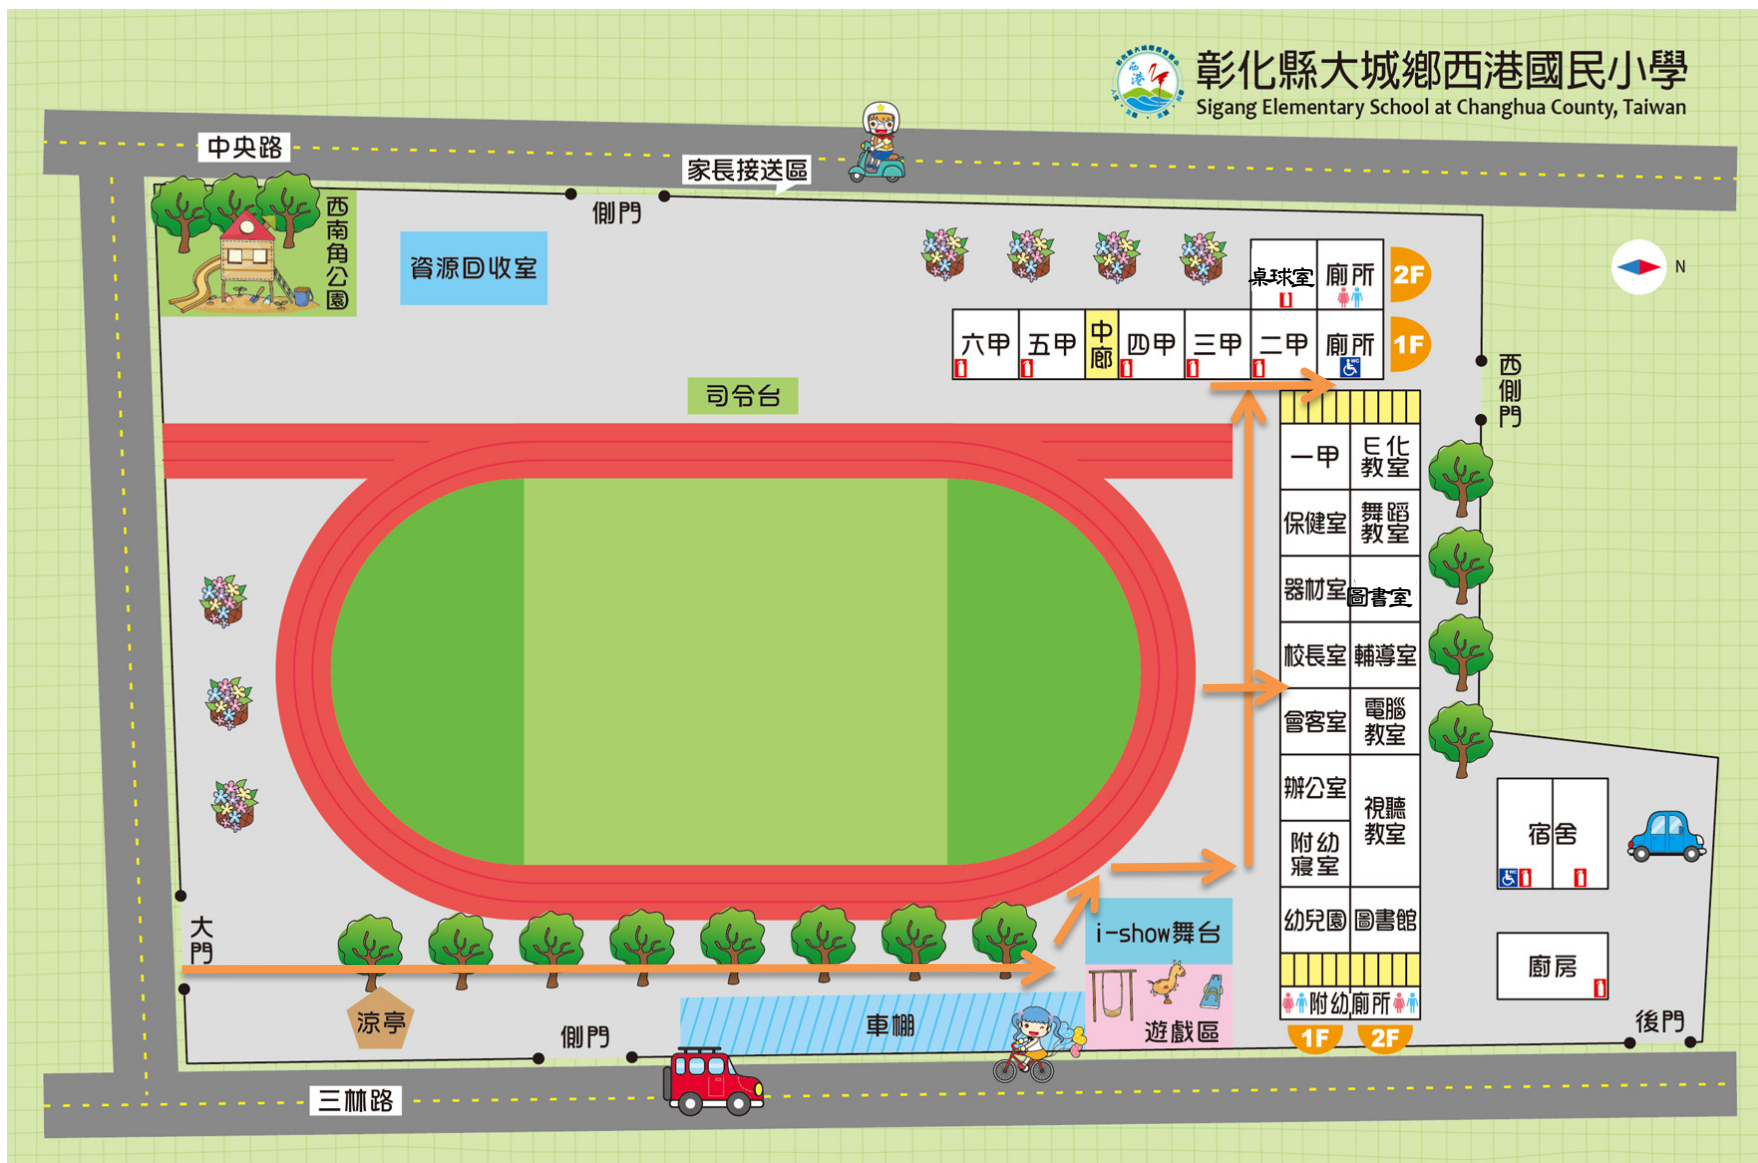 彰化縣大城鄉西港國民小學
Sigang Elementary School at Changhua County, Taiwan
中央路
家長接送區
側門
西南角公園
資源回收室
桌球室
廁所
2F
六甲
五甲
中廊
四甲
三甲
二甲
廁所
1F
N
西側門
司令台
一甲
E化教室
保健室
舞蹈教室
器材室
圖書室
校長室
輔導室
會客室
電腦教室
辦公室
視聽教室
附幼寢室
幼兒園
圖書館
附幼廁所
1F
2F
宿舍
廚房
後門
大門
i-show舞台
涼亭
側門
車棚
遊戲區
三林路